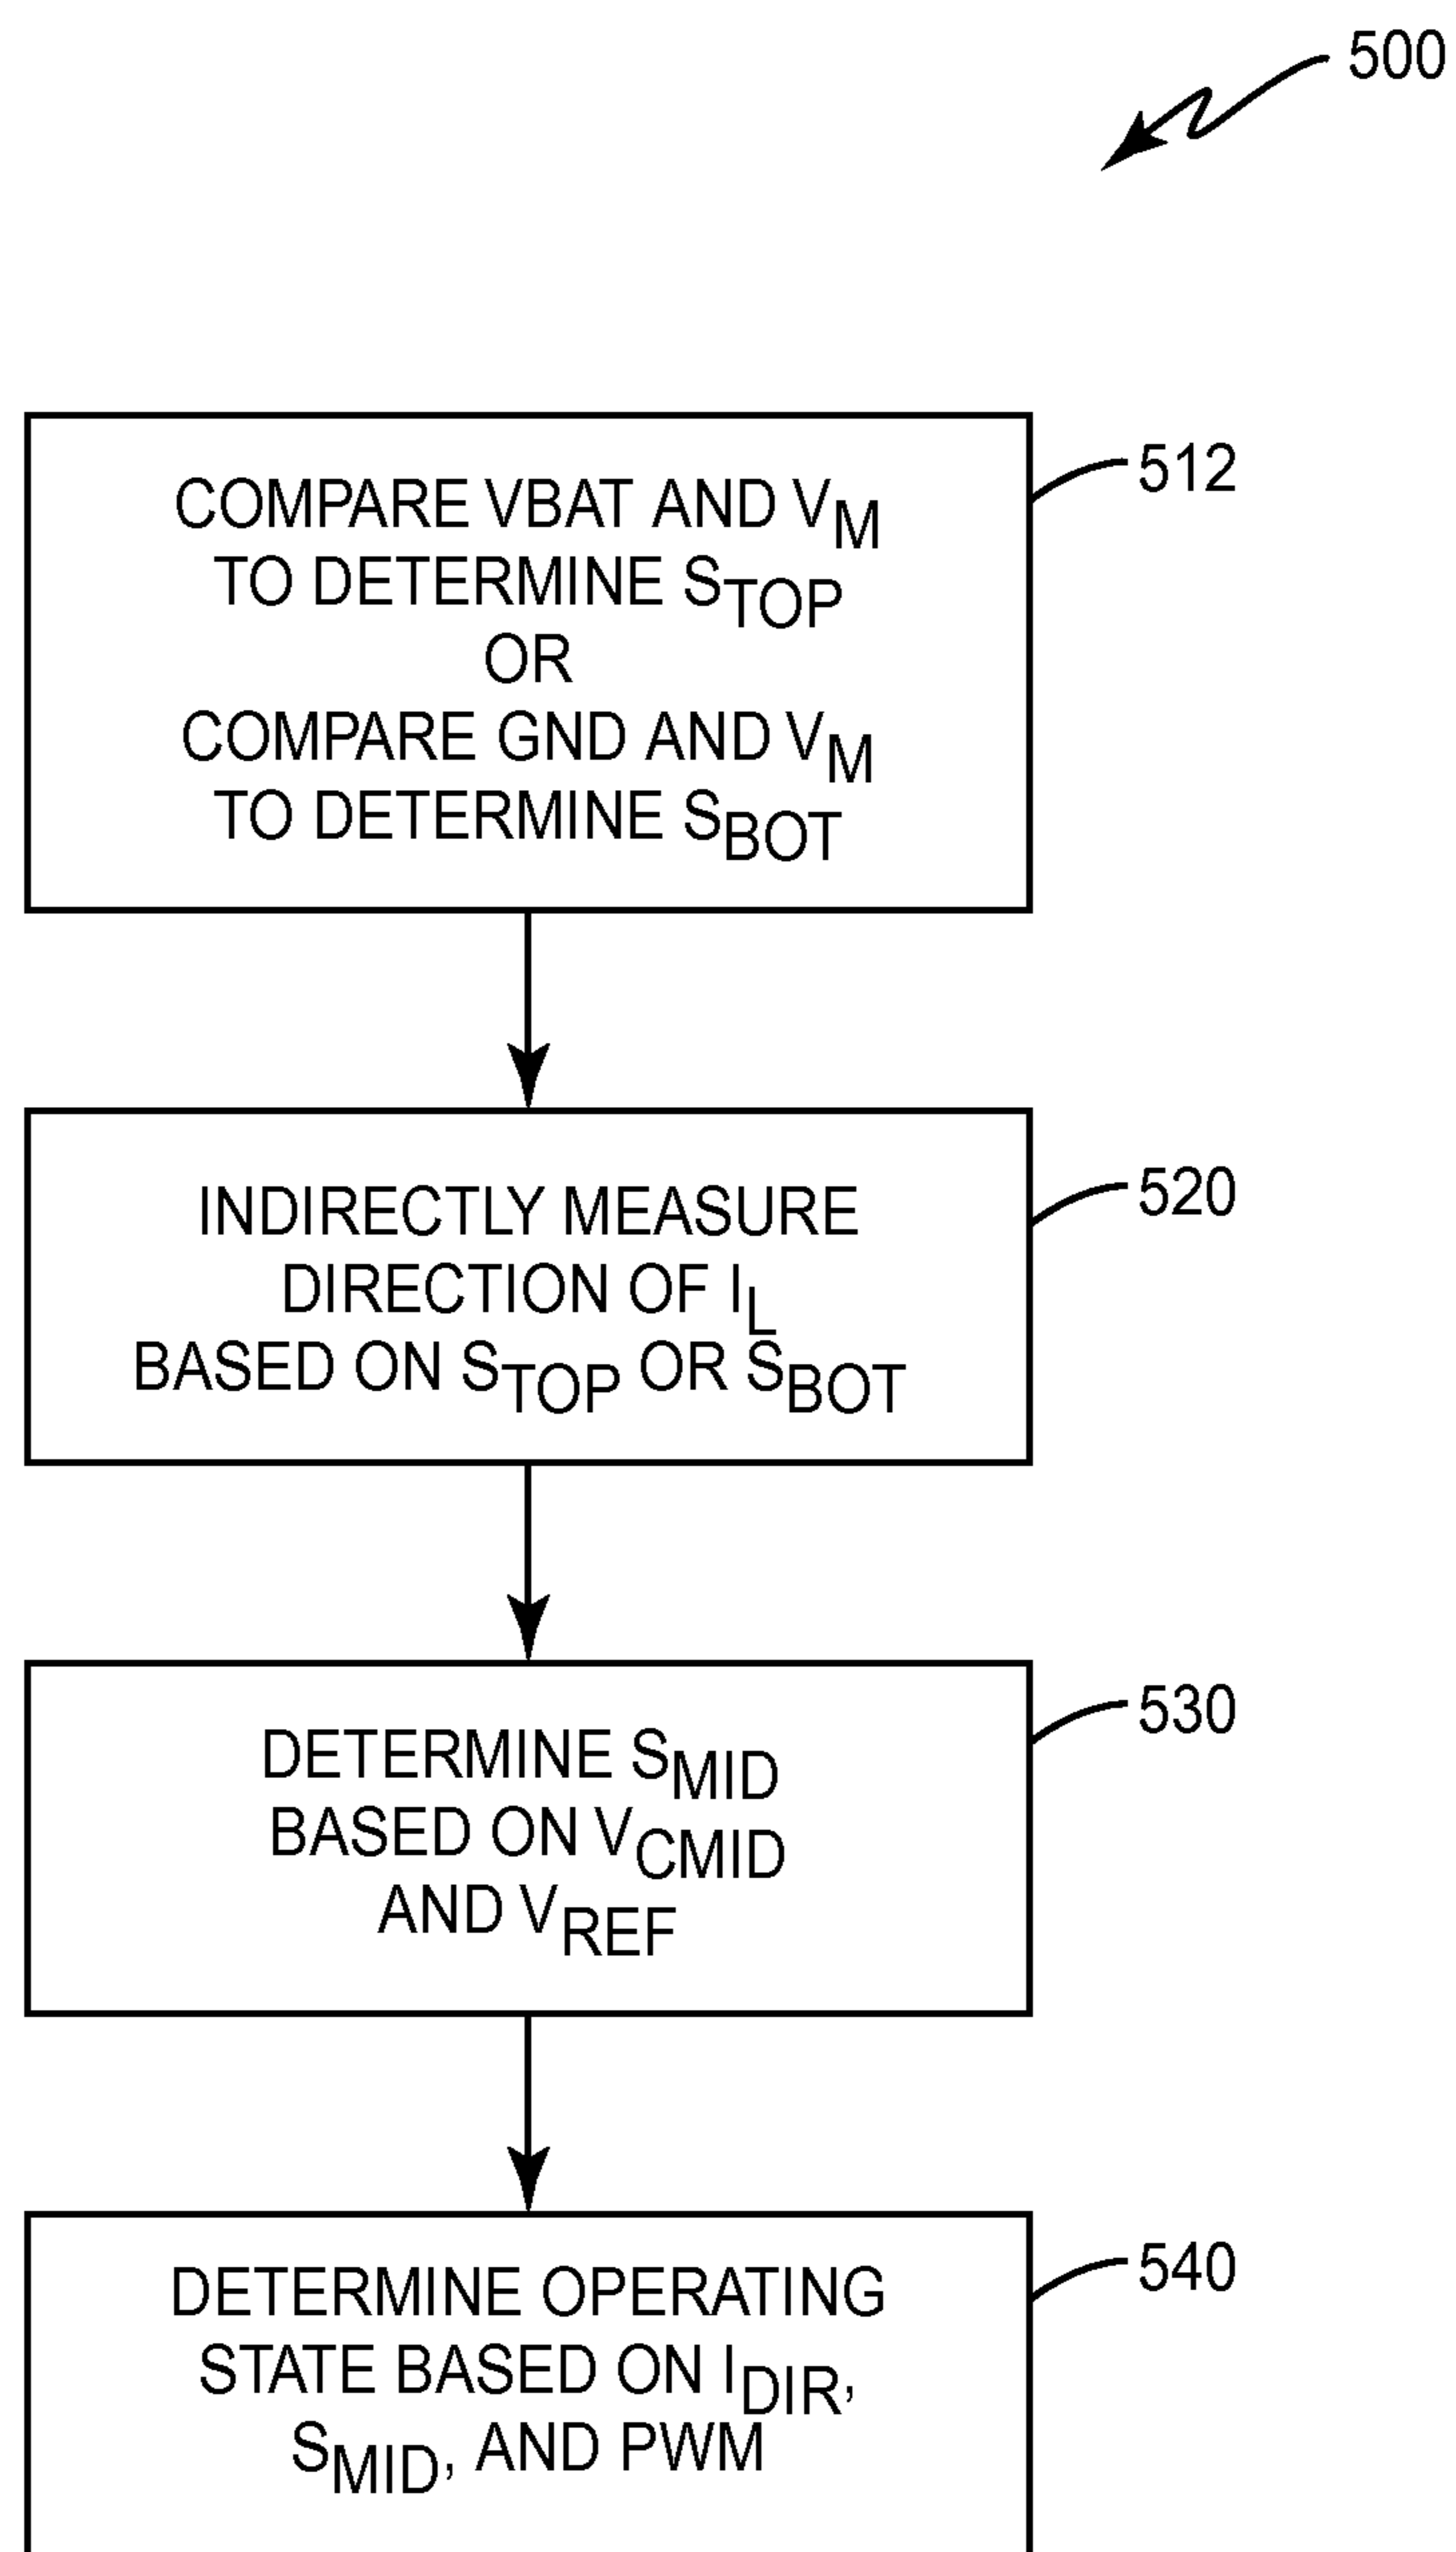 500
COMPARE VBAT AND VM
TO DETERMINE STOP
OR
COMPARE GND AND VM
TO DETERMINE SBOT
512
INDIRECTLY MEASURE
DIRECTION OF IL
BASED ON STOP OR SBOT
520
DETERMINE SMID
BASED ON VCMID
AND VREF
530
DETERMINE OPERATING
STATE BASED ON IDIR,
SMID, AND PWM
540